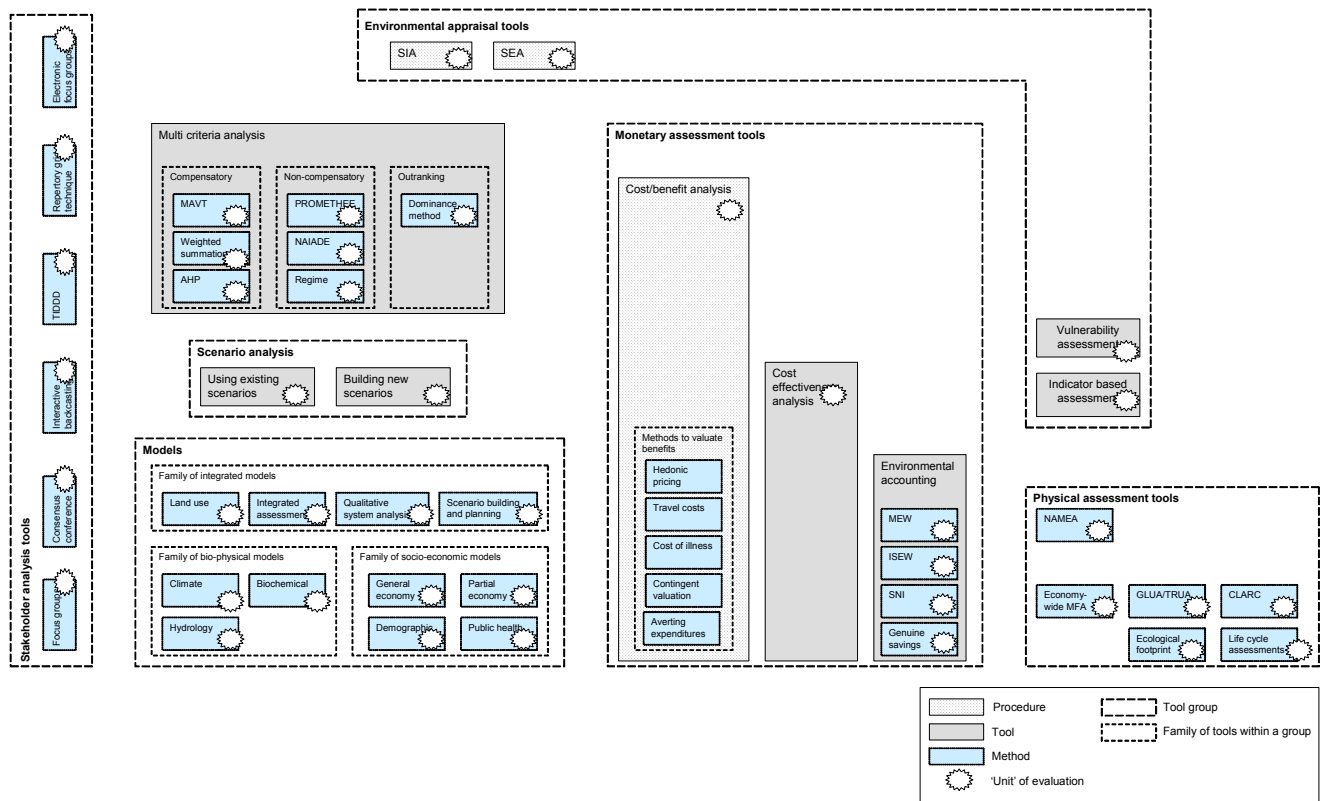 Stakeholder analysis tools
Electronic
focus groups
Repertory grid
technique
TIDDD
Interactive
backcasting
Consensus
conference
Focus groups
Environmental appraisal tools
SIA
SEA
Vulnerability
assessment
Indicator based
assessment
Multi criteria analysis
Compensatory
MAVT
Weighted
summation
AHP
Non-compensatory
PROMETHEE
NAIADE
Regime
Outranking
Dominance
method
Scenario analysis
Using existing
scenarios
Building new
scenarios
Models
Family of integrated models
Land use
Integrated
assessment
Qualitative
system analysis
Scenario building
and planning
Family of bio-physical models
Climate
Biochemical
Hydrology
Family of socio-economic models
General
economy
Partial
economy
Demographic
Public health
Monetary assessment tools
Cost/benefit analysis
Methods to valuate
benefits
Hedonic
pricing
Travel costs
Cost of illness
Contingent
valuation
Averting
expenditures
Cost
effectiveness
analysis
Environmental
accounting
MEW
ISEW
SNI
Genuine
savings
Physical assessment tools
NAMEA
Economy-
wide MFA
GLUA/TRUA
CLARC
Ecological
footprint
Life cycle
assessments
Procedure
Tool
Method
'Unit' of evaluation
Tool group
Family of tools within a group